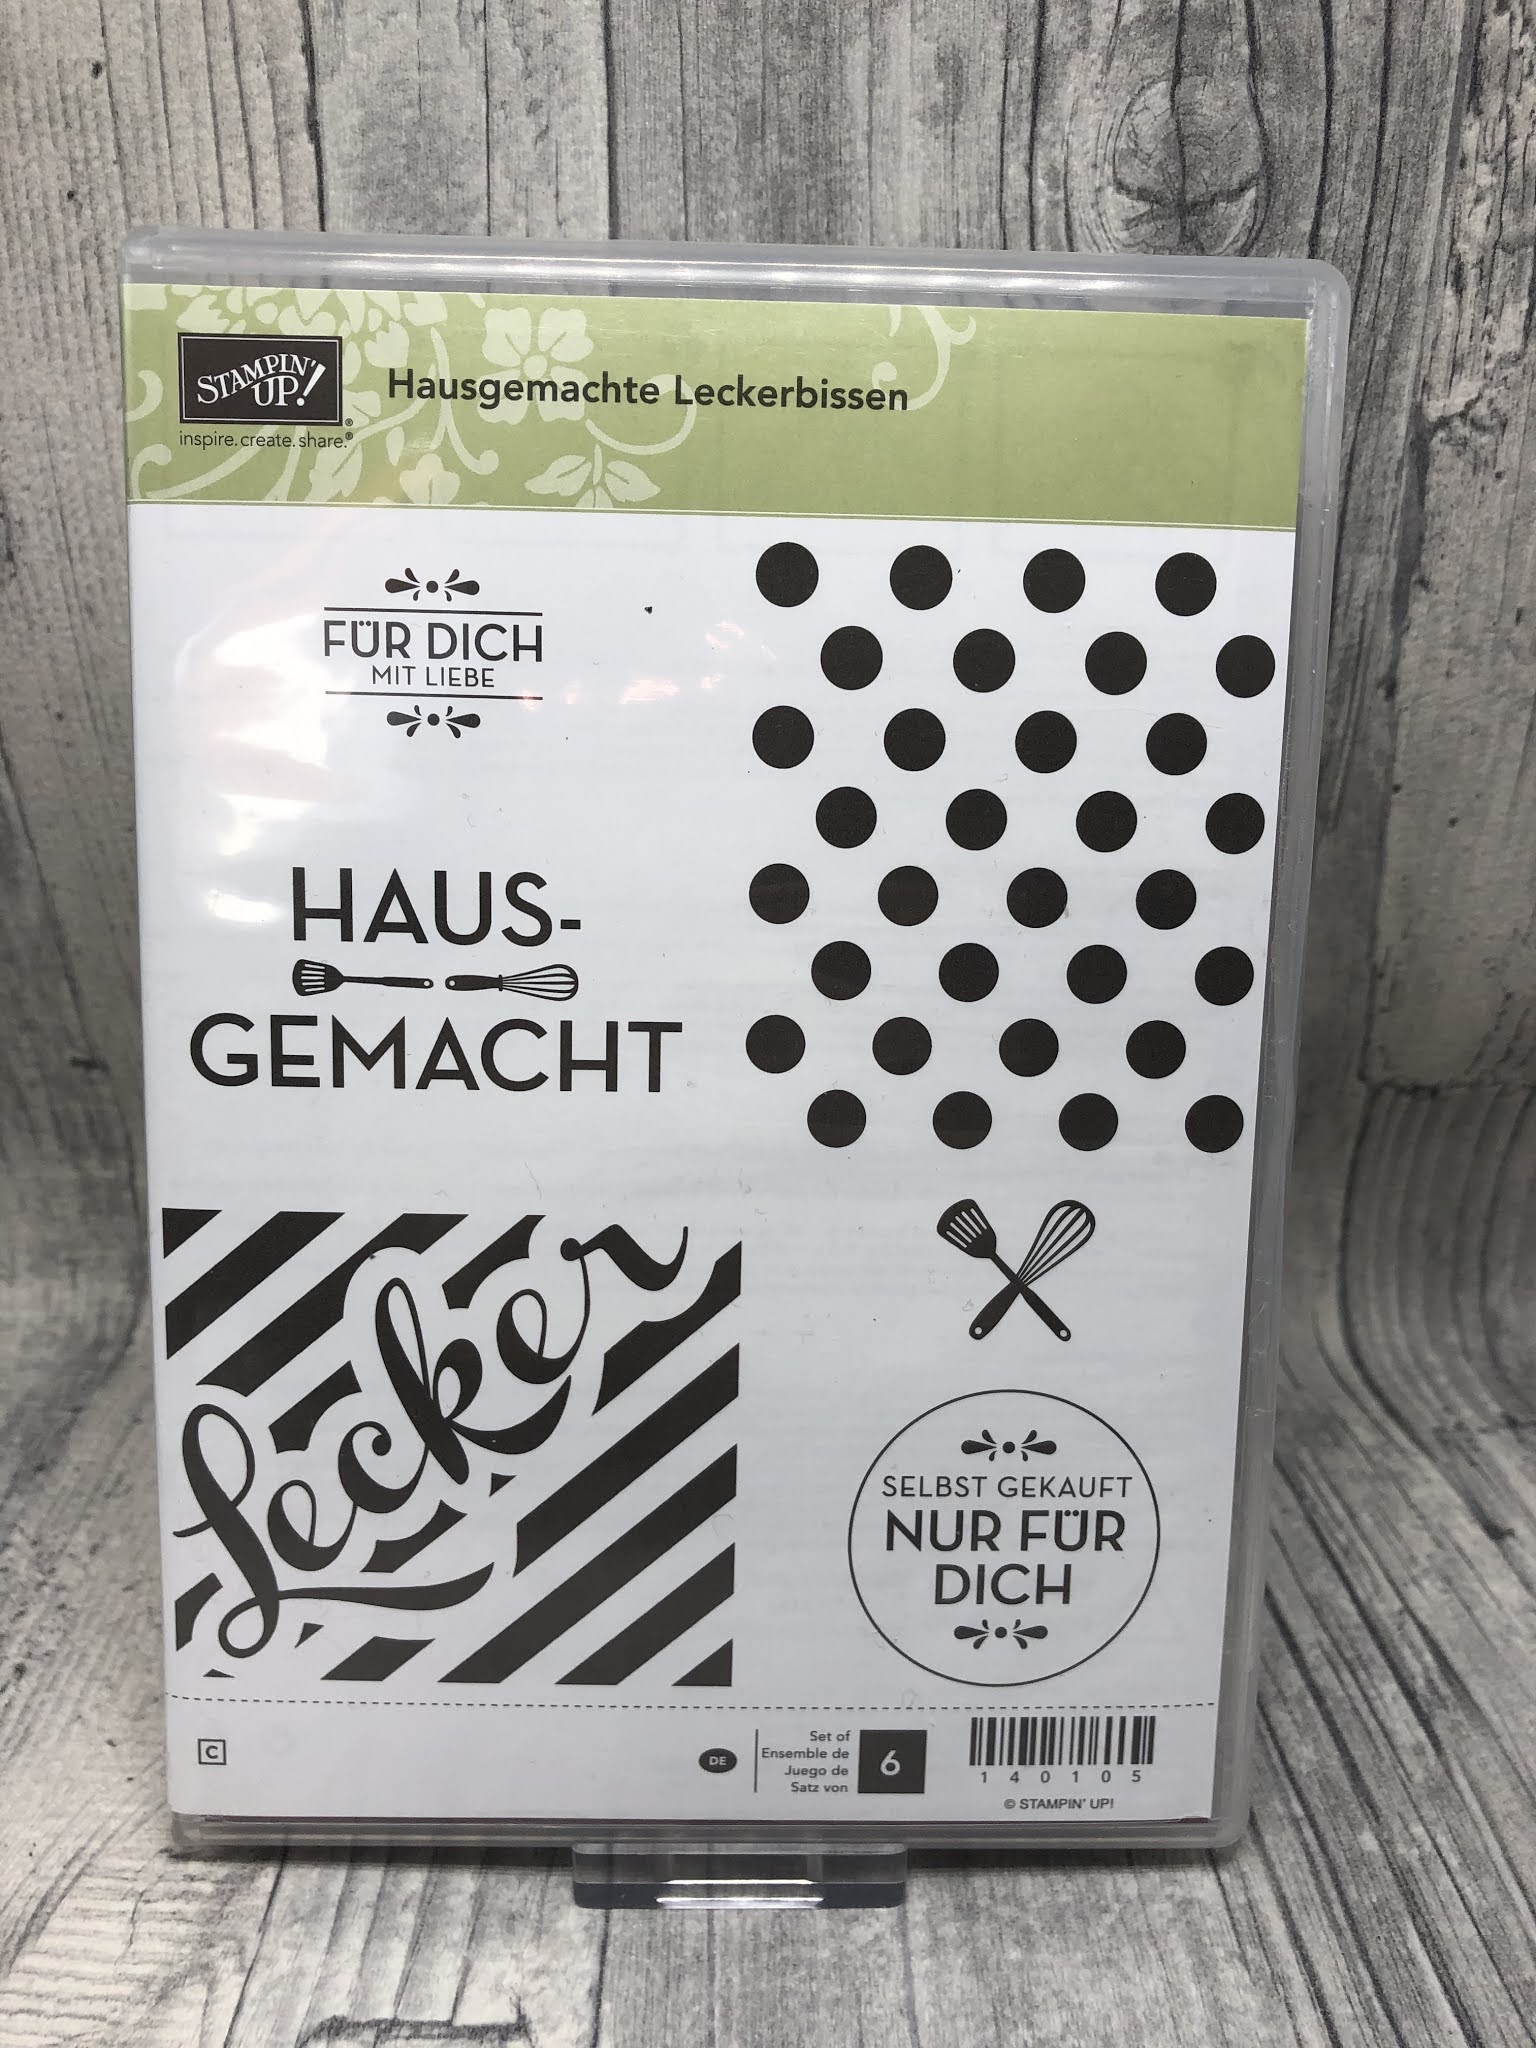 STAMPIN' UP!®
inspire. create. share.®
Hausgemachte Leckerbissen
FÜR DICH
MIT LIEBE
HAUS-
GEMACHT
Lecker
SELBST GEKAUFT
NUR FÜR
DICH
C
DE
Set of
Ensemble de
Juego de
Satz von
6
140105
© STAMPIN' UP!